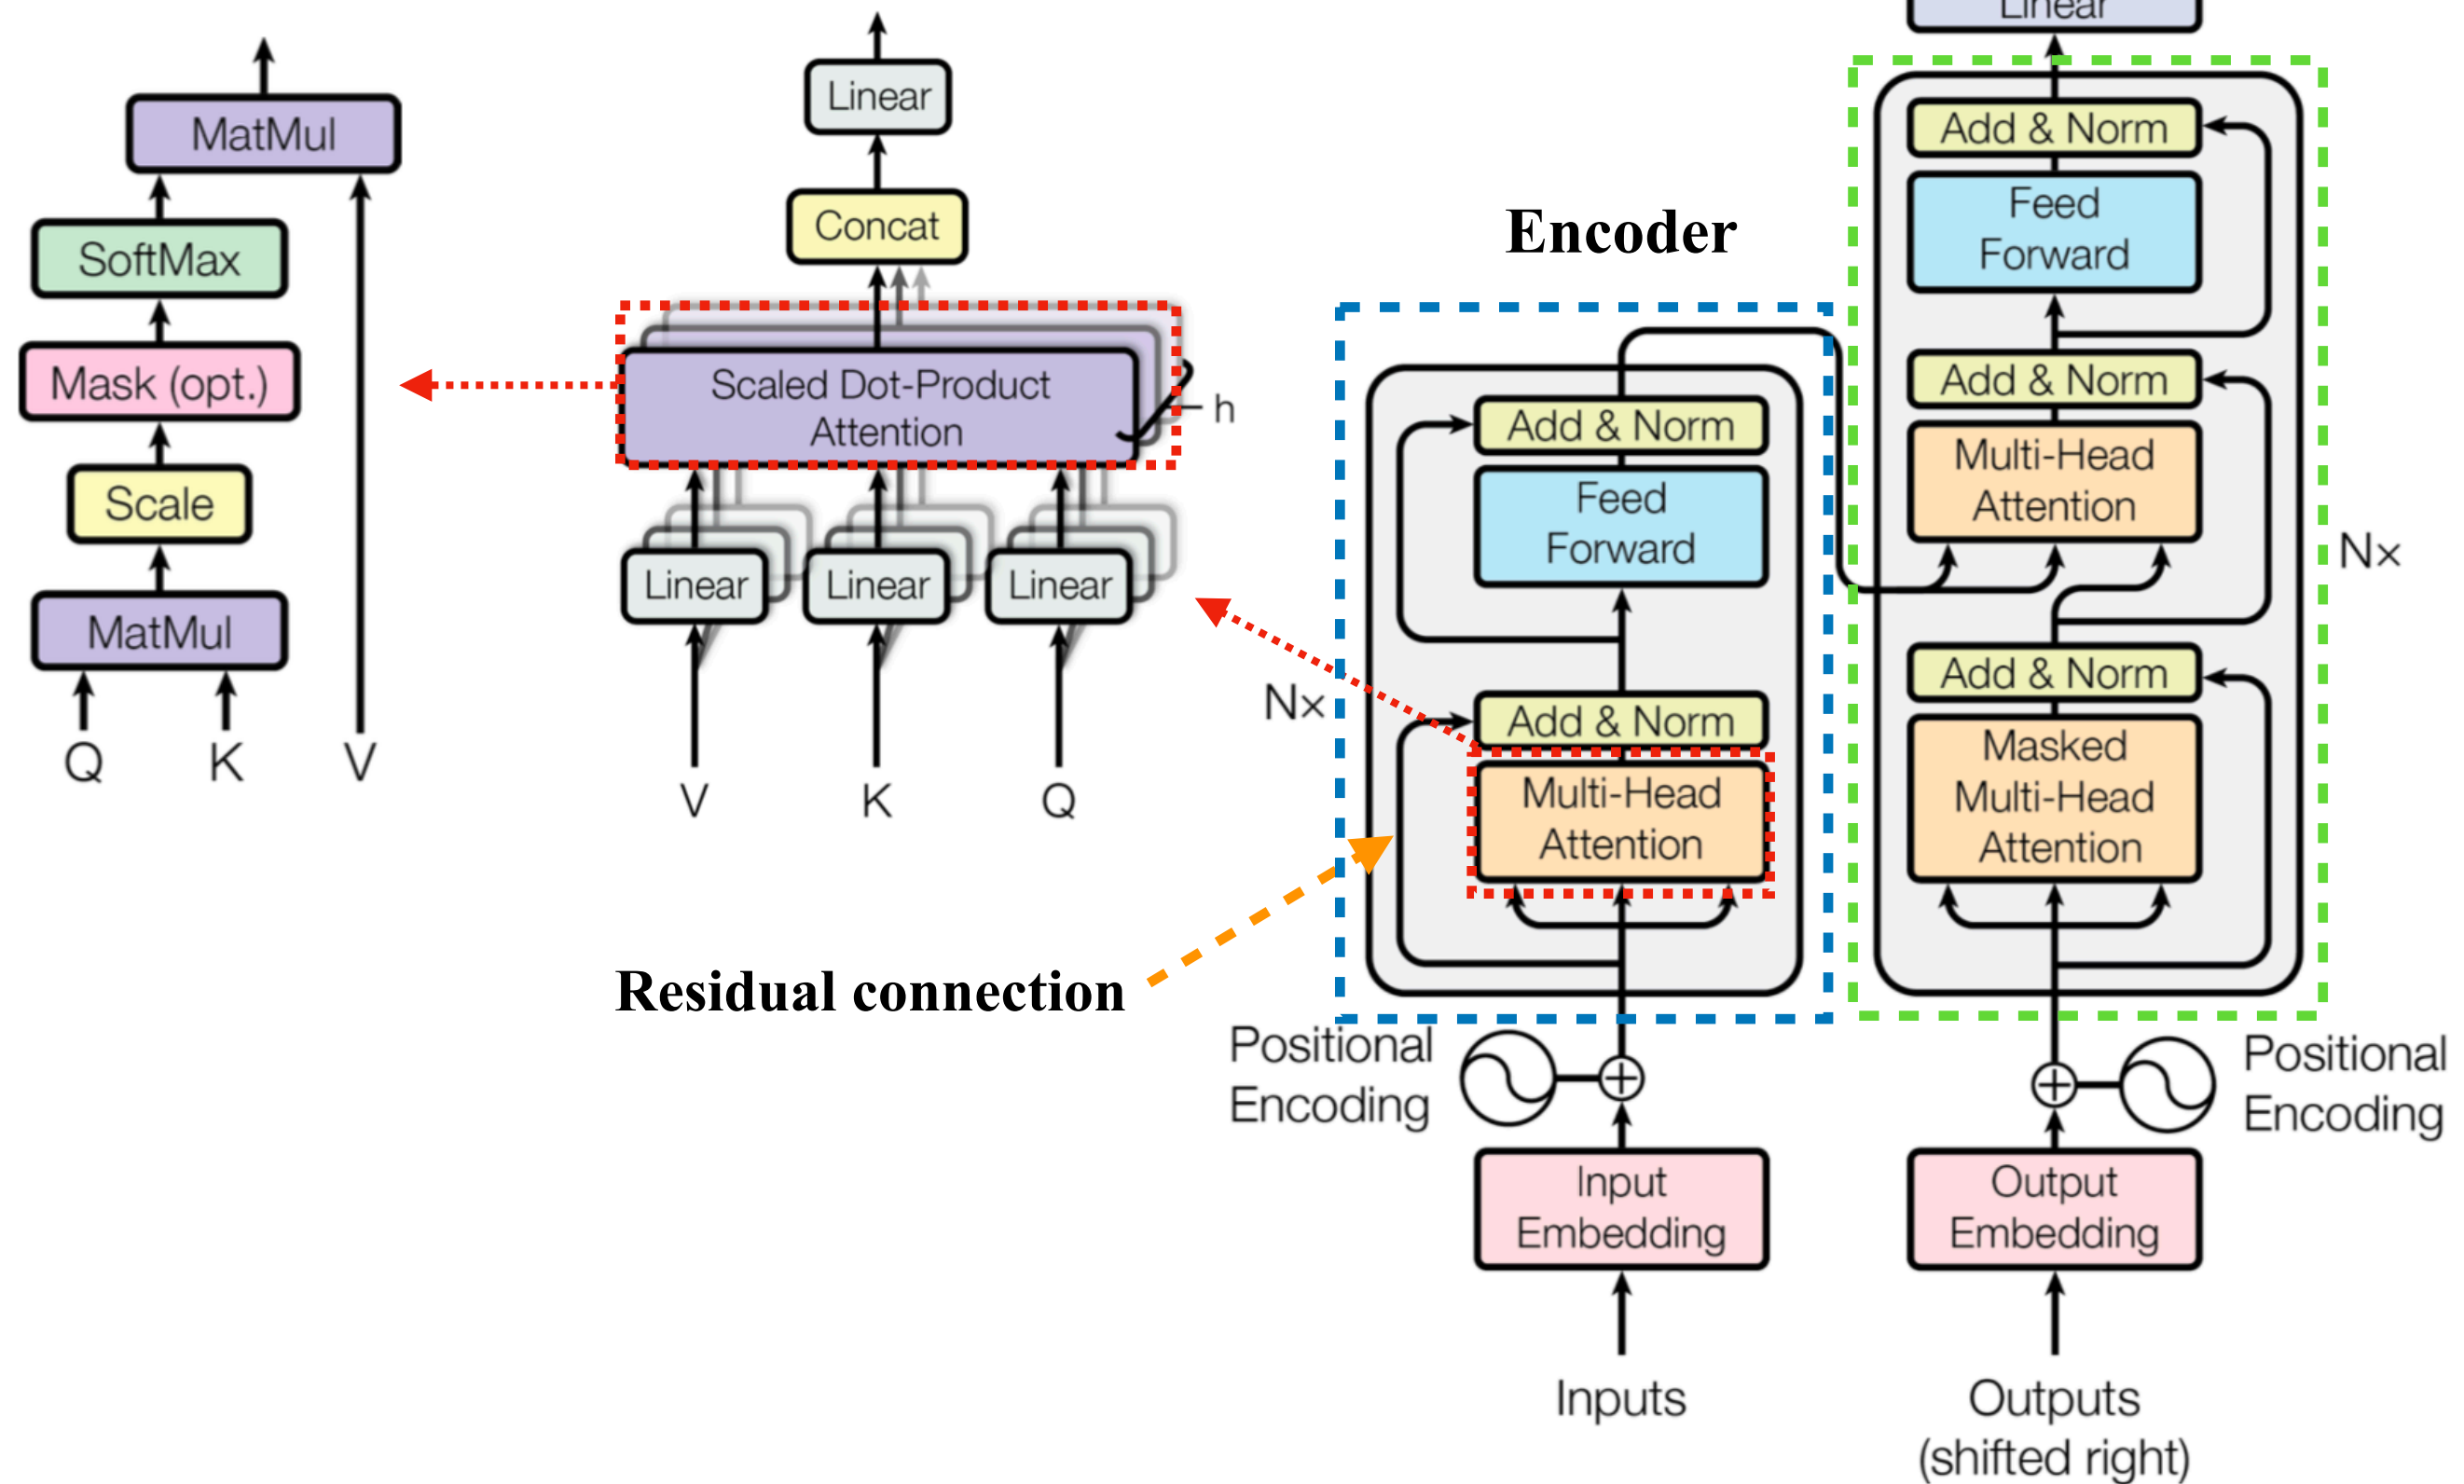 MatMul
SoftMax
Mask (opt.)
Scale
MatMul
Q
K
V
Linear
Concat
Scaled Dot-Product
Attention
h
Linear
Linear
Linear
V
K
Q
Residual connection
Encoder
Nx
Add & Norm
Feed
Forward
Add & Norm
Multi-Head
Attention
Positional
Encoding
Input
Embedding
Inputs
Linear
Add & Norm
Feed
Forward
Add & Norm
Multi-Head
Attention
Nx
Add & Norm
Masked
Multi-Head
Attention
Positional
Encoding
Output
Embedding
Outputs
(shifted right)